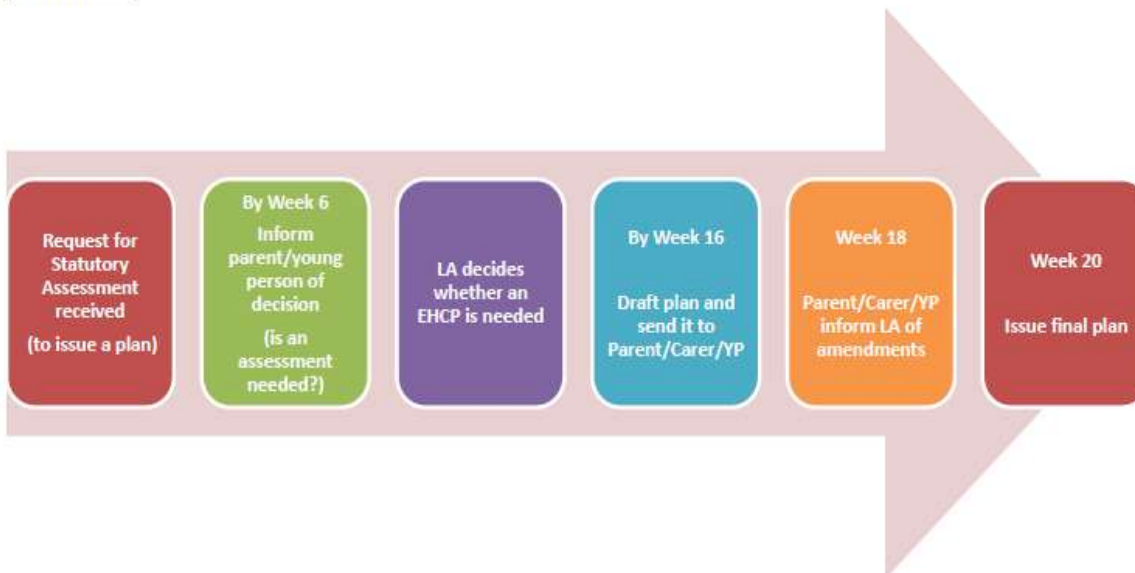 Request for
Statutory
Assessment
received
(to issue a plan)
By Week 6
Inform
parent/young
person of
decision
(is an
assessment
needed?)
LA decides
whether an
EHCP is needed
By Week 16
Draft plan and
send it to
Parent/Carer/YP
Week 18
Parent/Carer/YP
inform LA of
amendments
Week 20
Issue final plan